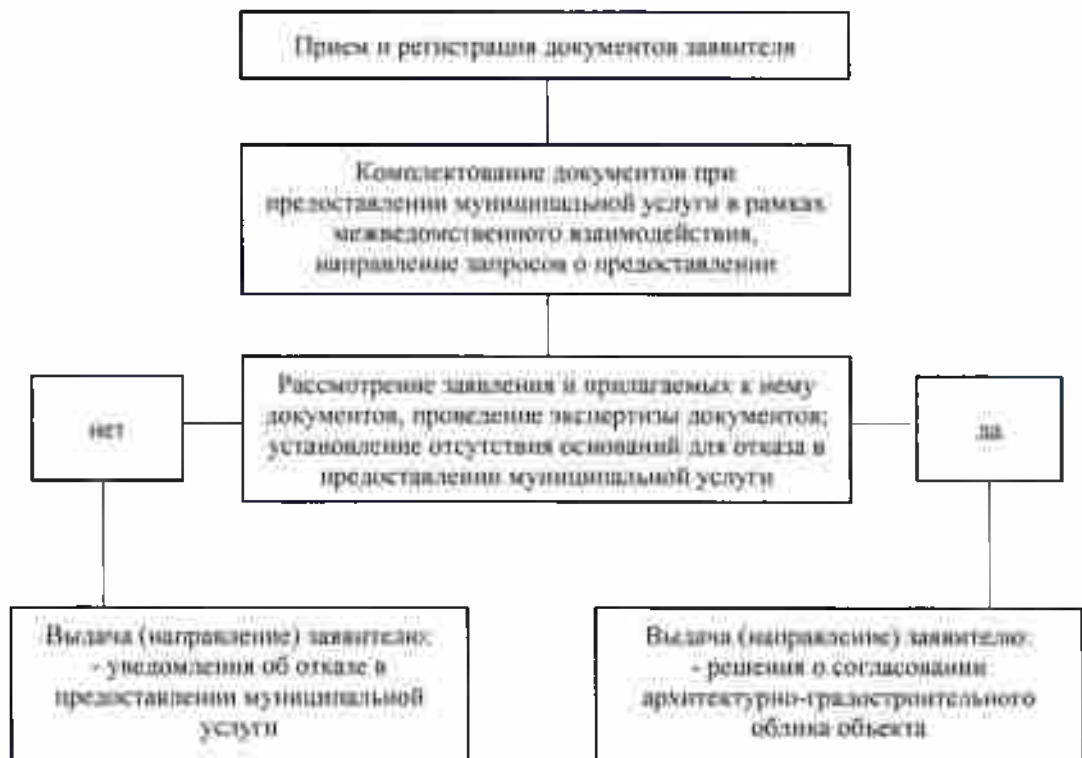 Прием и регистрация документов заявителя
Комплектование документов при
предоставлении муниципальной услуги в рамках
межведомственного взаимодействия,
направление запросов о предоставлении
Рассмотрение заявления и прилагаемых к нему
документов, проведение экспертизы документов;
установление отсутствия оснований для отказа в
предоставлении муниципальной услуги
нет
да
Выдача (направление) заявителю:
- уведомления об отказе в
предоставлении муниципальной
услуги
Выдача (направление) заявителю:
- решения о согласовании
архитектурно-градостроительного
облика объекта